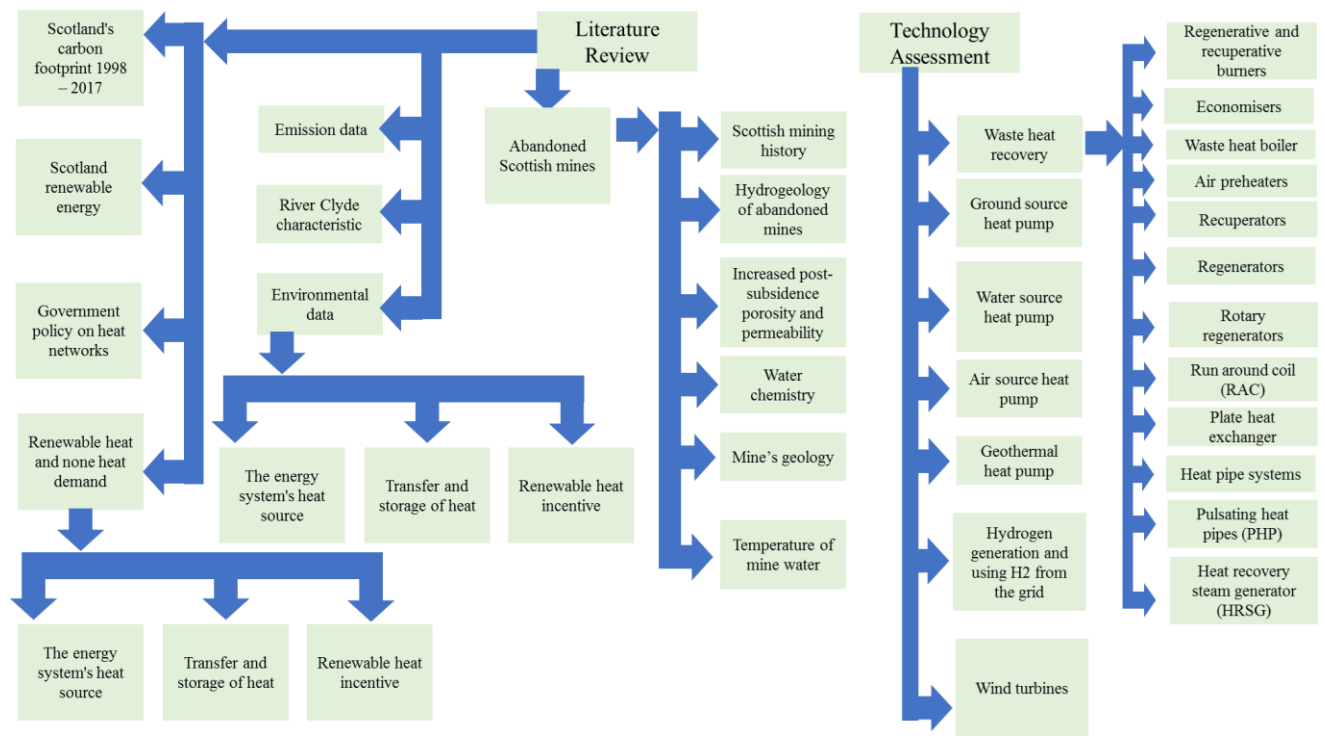 Literature
Review
Scotland's
carbon
footprint 1998
– 2017
Scotland
renewable
energy
Government
policy on heat
networks
Renewable heat
and none heat
demand
The energy
system's heat
source
Transfer and
storage of heat
Renewable heat
incentive
Emission data
River Clyde
characteristic
Environmental
data
The energy
system's heat
source
Transfer and
storage of heat
Renewable heat
incentive
Abandoned
Scottish mines
Scottish mining
history
Hydrogeology
of abandoned
mines
Increased post-
subsidence
porosity and
permeability
Water
chemistry
Mine’s geology
Temperature of
mine water
Technology
Assessment
Waste heat
recovery
Ground source
heat pump
Water source
heat pump
Air source heat
pump
Geothermal
heat pump
Hydrogen
generation and
using H2 from
the grid
Wind turbines
Regenerative and
recuperative
burners
Economisers
Waste heat boiler
Air preheaters
Recuperators
Regenerators
Rotary
regenerators
Run around coil
(RAC)
Plate heat
exchanger
Heat pipe systems
Pulsating heat
pipes (PHP)
Heat recovery
steam generator
(HRSG)